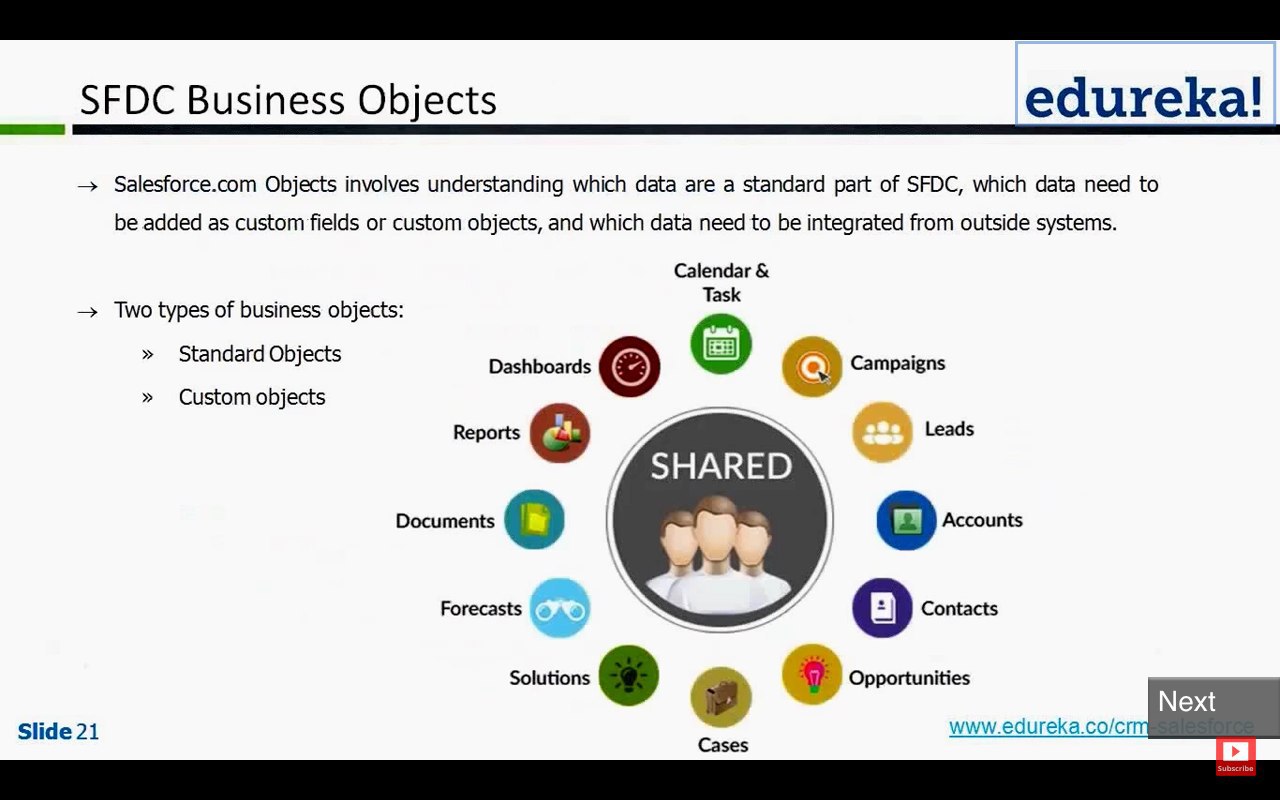 SFDC Business Objects
edureka!
→ Salesforce.com Objects involves understanding which data are a standard part of SFDC, which data need to
be added as custom fields or custom objects, and which data need to be integrated from outside systems.
→ Two types of business objects:
» Standard Objects
» Custom objects
Calendar &
Task
Dashboards
Campaigns
Reports
Leads
SHARED
Documents
Accounts
Forecasts
Contacts
Solutions
Opportunities
Cases
Slide 21
www.edureka.co/crm-salesforce
Next
Subscribe